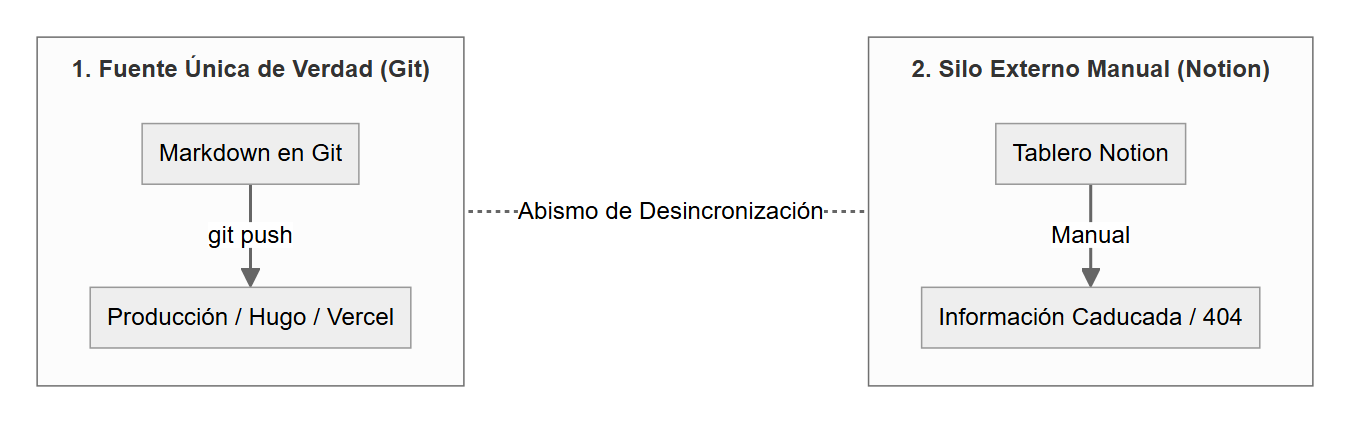 1. Fuente Única de Verdad (Git)
Markdown en Git
git push
Producción / Hugo / Vercel
Abismo de Desincronización
2. Silo Externo Manual (Notion)
Tablero Notion
Manual
Información Caducada / 404